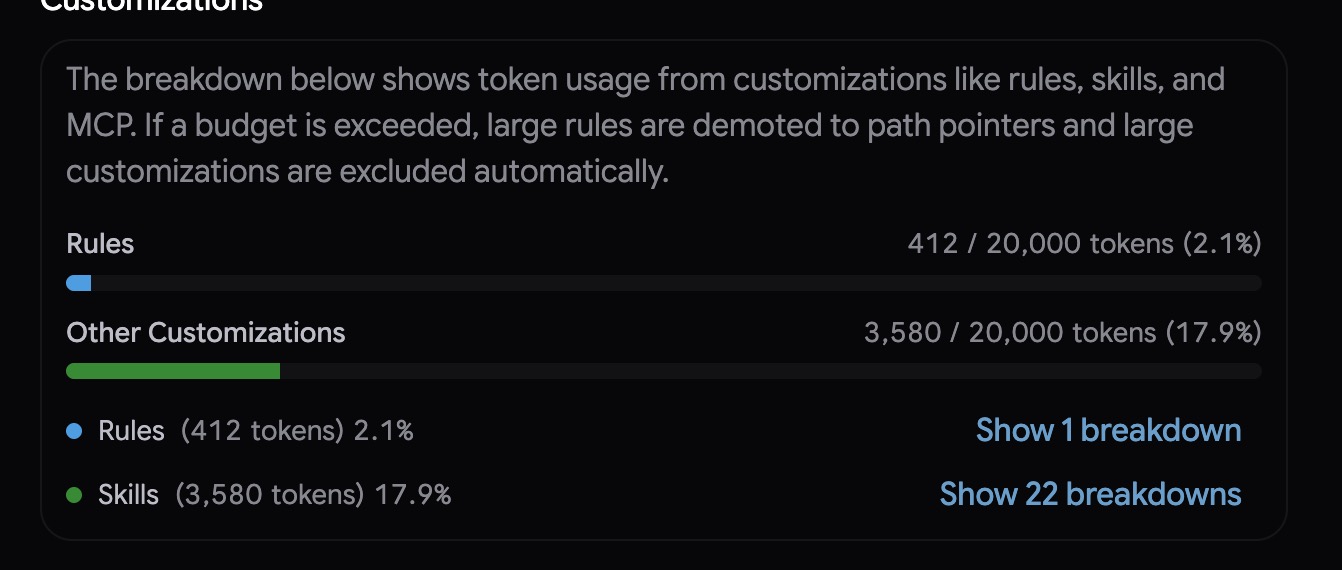 Customizations
The breakdown below shows token usage from customizations like rules, skills, and
MCP. If a budget is exceeded, large rules are demoted to path pointers and large
customizations are excluded automatically.
Rules 412 / 20,000 tokens (2.1%)
Other Customizations 3,580 / 20,000 tokens (17.9%)
Rules (412 tokens) 2.1% Show 1 breakdown
Skills (3,580 tokens) 17.9% Show 22 breakdowns